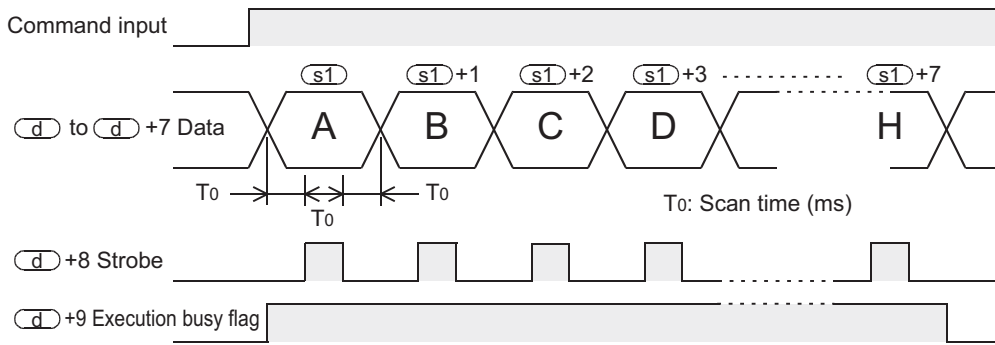 Command input
s1 s1+1 s1+2 s1+3 s1+7
d to d+7 Data A B C D H
T0 T0
T0
T0: Scan time (ms)
d+8 Strobe
d+9 Execution busy flag